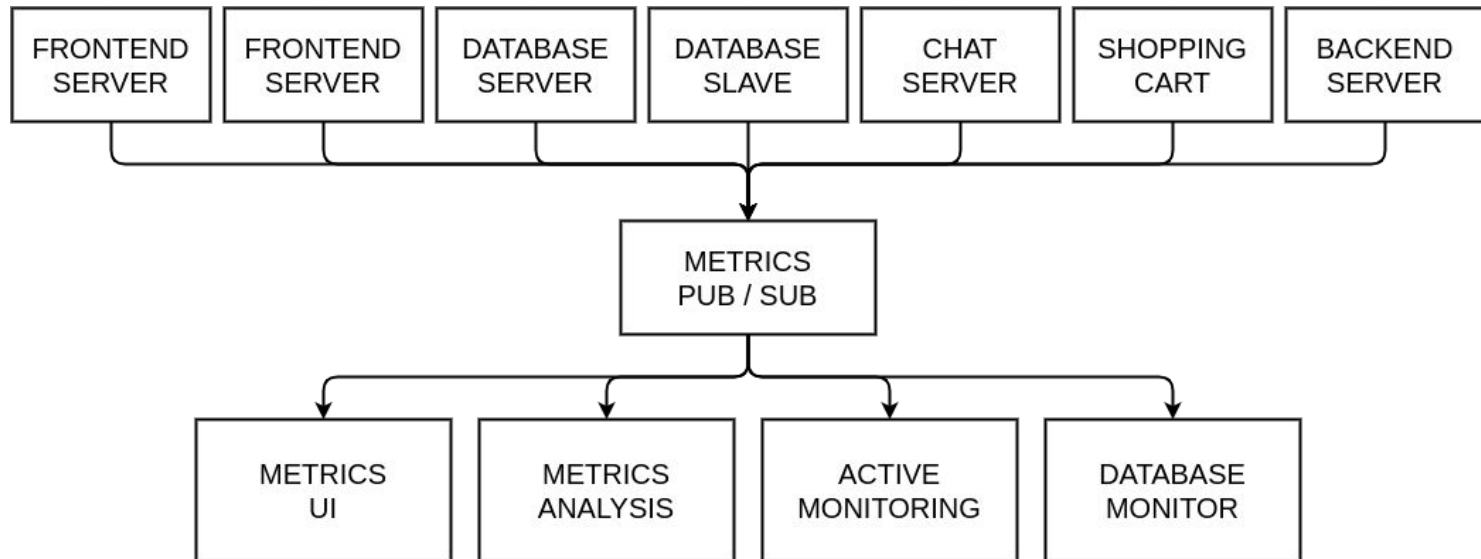 FRONTEND
SERVER
FRONTEND
SERVER
DATABASE
SERVER
DATABASE
SLAVE
CHAT
SERVER
SHOPPING
CART
BACKEND
SERVER
METRICS
PUB / SUB
METRICS
UI
METRICS
ANALYSIS
ACTIVE
MONITORING
DATABASE
MONITOR